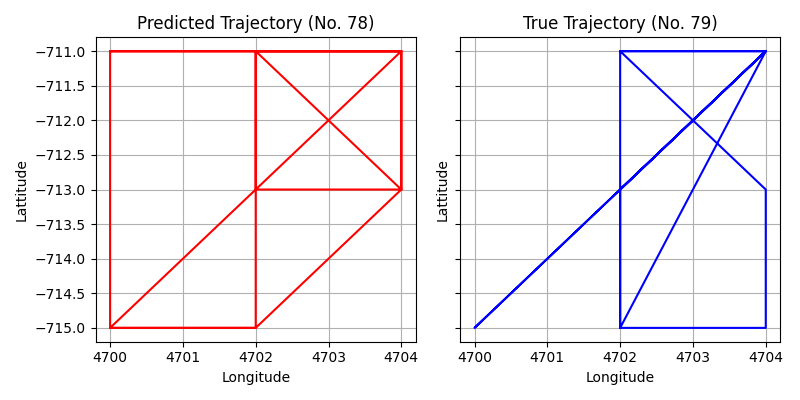 Predicted Trajectory (No. 78)
True Trajectory (No. 79)
−711.0
−711.5
−712.0
−712.5
−713.0
−713.5
−714.0
−714.5
−715.0
Lattitude
Lattitude
4700 4701 4702 4703 4704
4700 4701 4702 4703 4704
Longitude
Longitude